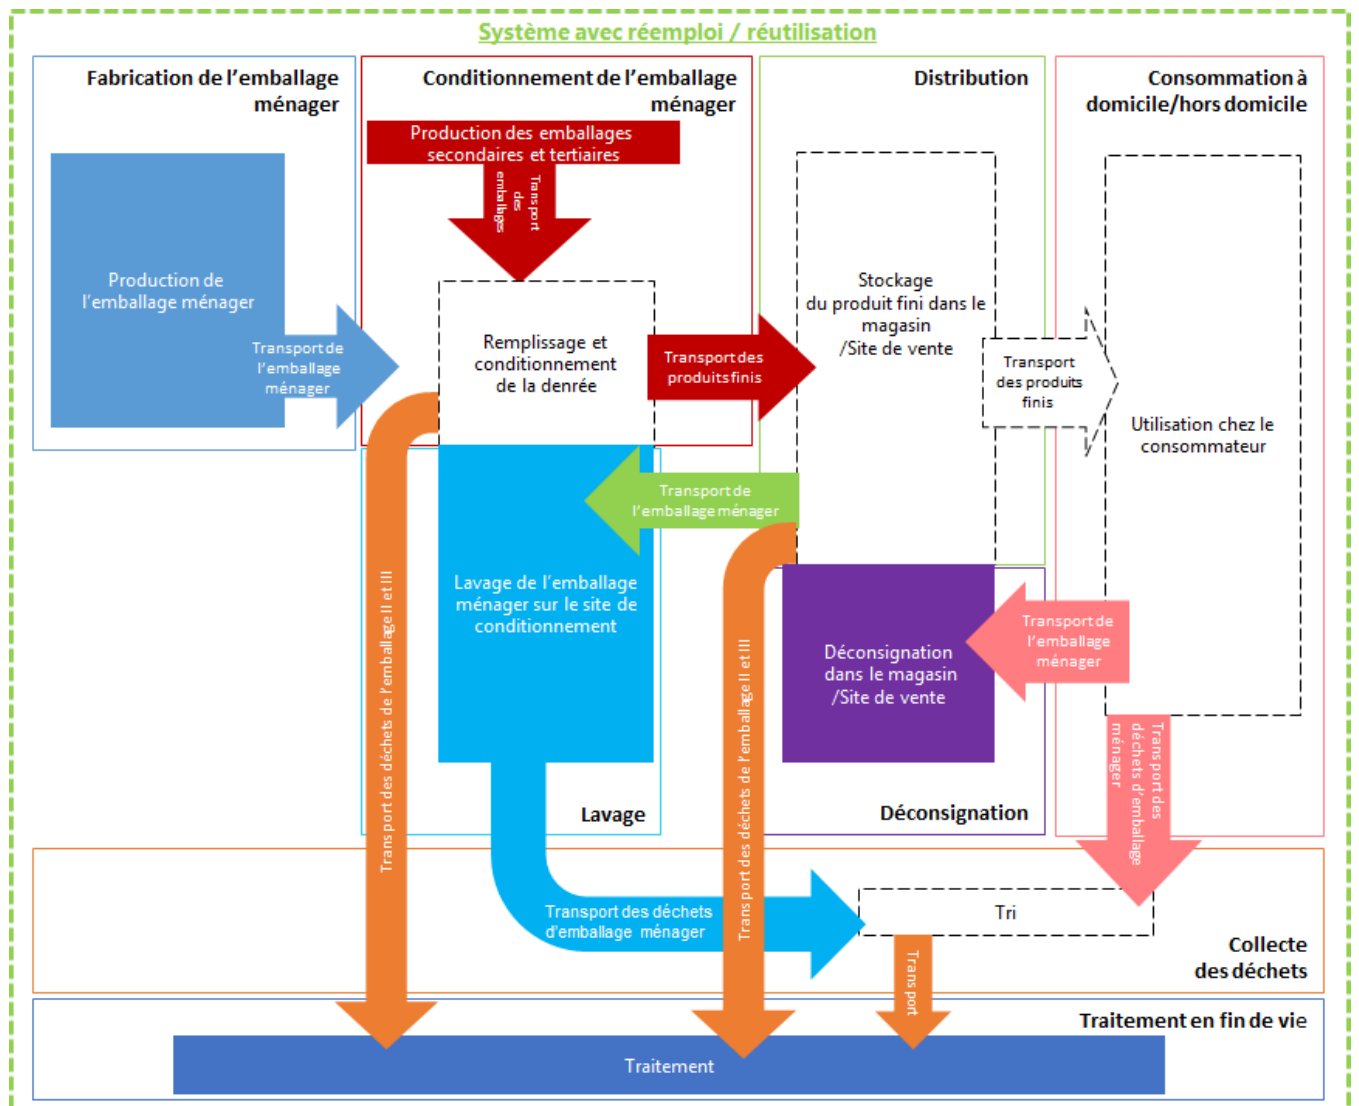 Système avec réemploi / réutilisation
Fabrication de l’emballage
ménager
Conditionnement de l’emballage
ménager
Distribution
Consommation à
domicile/hors domicile
Production des emballages
secondaires et tertiaires
Transport
des
emballages
Production de
l’emballage ménager
Transport de
l’emballage
ménager
Remplissage et
conditionnement
de la denrée
Transport des
produits finis
Stockage
du produit fini dans le
magasin
/Site de vente
Transport
des produits
finis
Utilisation chez le
consommateur
Transport de
l’emballage ménager
Lavage de l’emballage
ménager sur le site de
conditionnement
Transport des déchets de l’emballage II et III
Transport des déchets de l’emballage II et III
Déconsignation
dans le magasin
/Site de vente
Transport de
l’emballage
ménager
Transport des
déchets d’emballage
ménager
Lavage
Déconsignation
Transport des déchets
d’emballage ménager
Tri
Transport
Collecte
des déchets
Traitement en fin de vie
Traitement